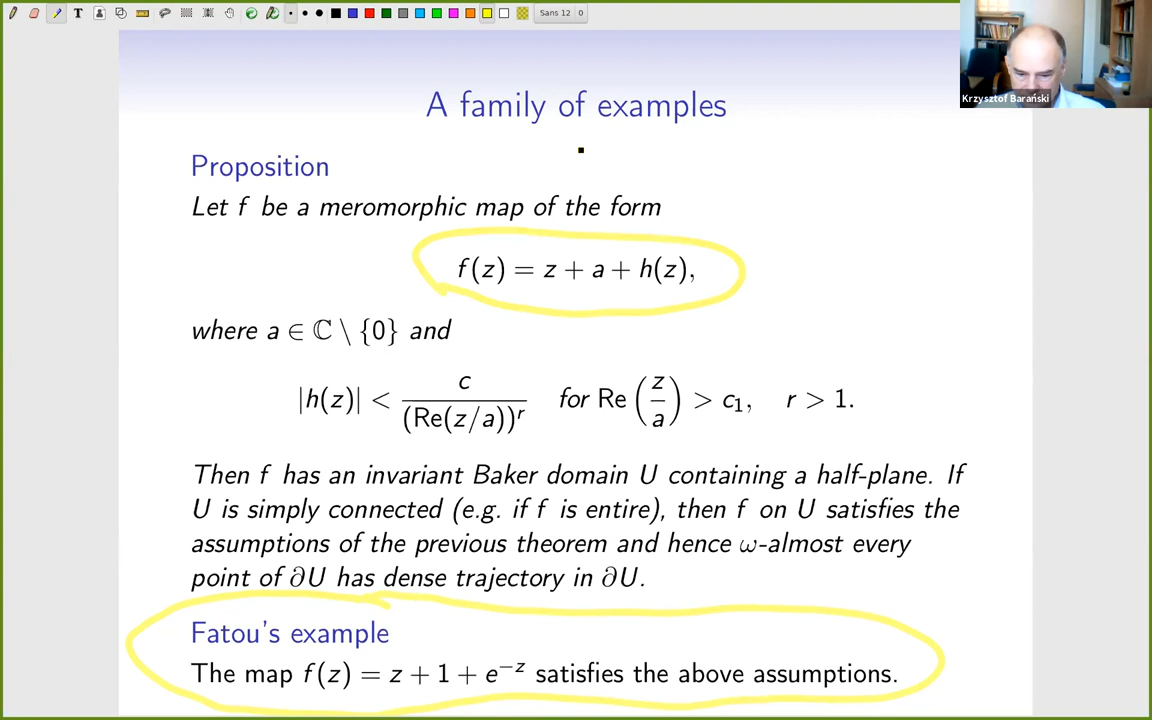 T
Sans 12
0
Krzysztof Barański
A family of examples
Proposition
Let f be a meromorphic map of the form
f(z) = z + a + h(z),
where a ∈ ℂ \ {0} and
|h(z)| < c / (Re(z/a))^r for Re(z/a) > c₁, r > 1.
Then f has an invariant Baker domain U containing a half-plane. If
U is simply connected (e.g. if f is entire), then f on U satisfies the
assumptions of the previous theorem and hence ω-almost every
point of ∂U has dense trajectory in ∂U.
Fatou's example
The map f(z) = z + 1 + e^{-z} satisfies the above assumptions.